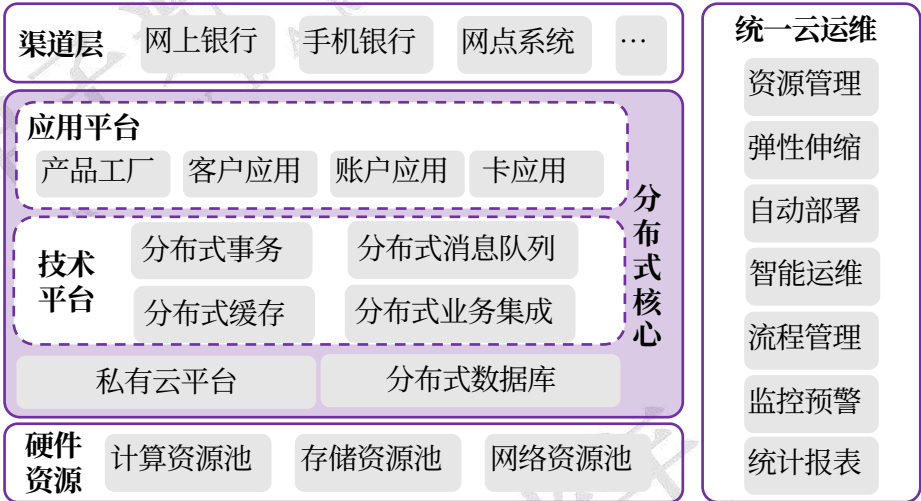 渠道层
网上银行
手机银行
网点系统
…
应用平台
产品工厂
客户应用
账户应用
卡应用
技术
平台
分布式事务
分布式消息队列
分布式缓存
分布式业务集成
私有云平台
分布式数据库
分布式核心
硬件
资源
计算资源池
存储资源池
网络资源池
统一云运维
资源管理
弹性伸缩
自动部署
智能运维
流程管理
监控预警
统计报表